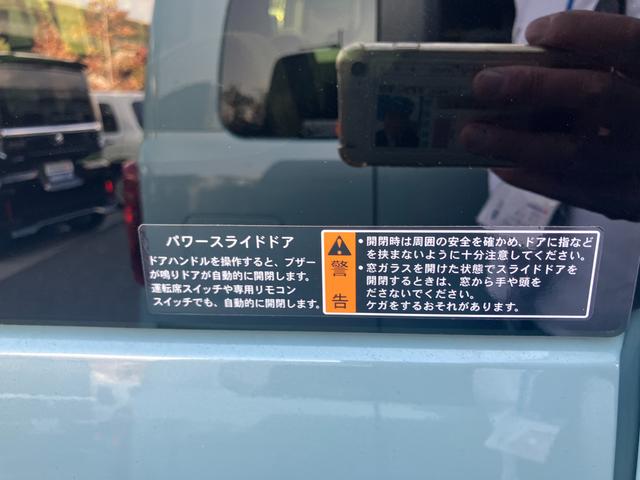 パワースライドドア
ドアハンドルを操作すると、ブザー
が鳴りドアが自動的に開閉します。
運転席スイッチや専用リモコン
スイッチでも、自動的に開閉します。
警告
・開閉時は周囲の安全を確かめ、ドアに指など
を挟まないように十分注意してください。
・窓ガラスを開けた状態でスライドドアを
開閉するときは、窓から手や頭を
ださないでください。
ケガをするおそれがあります。